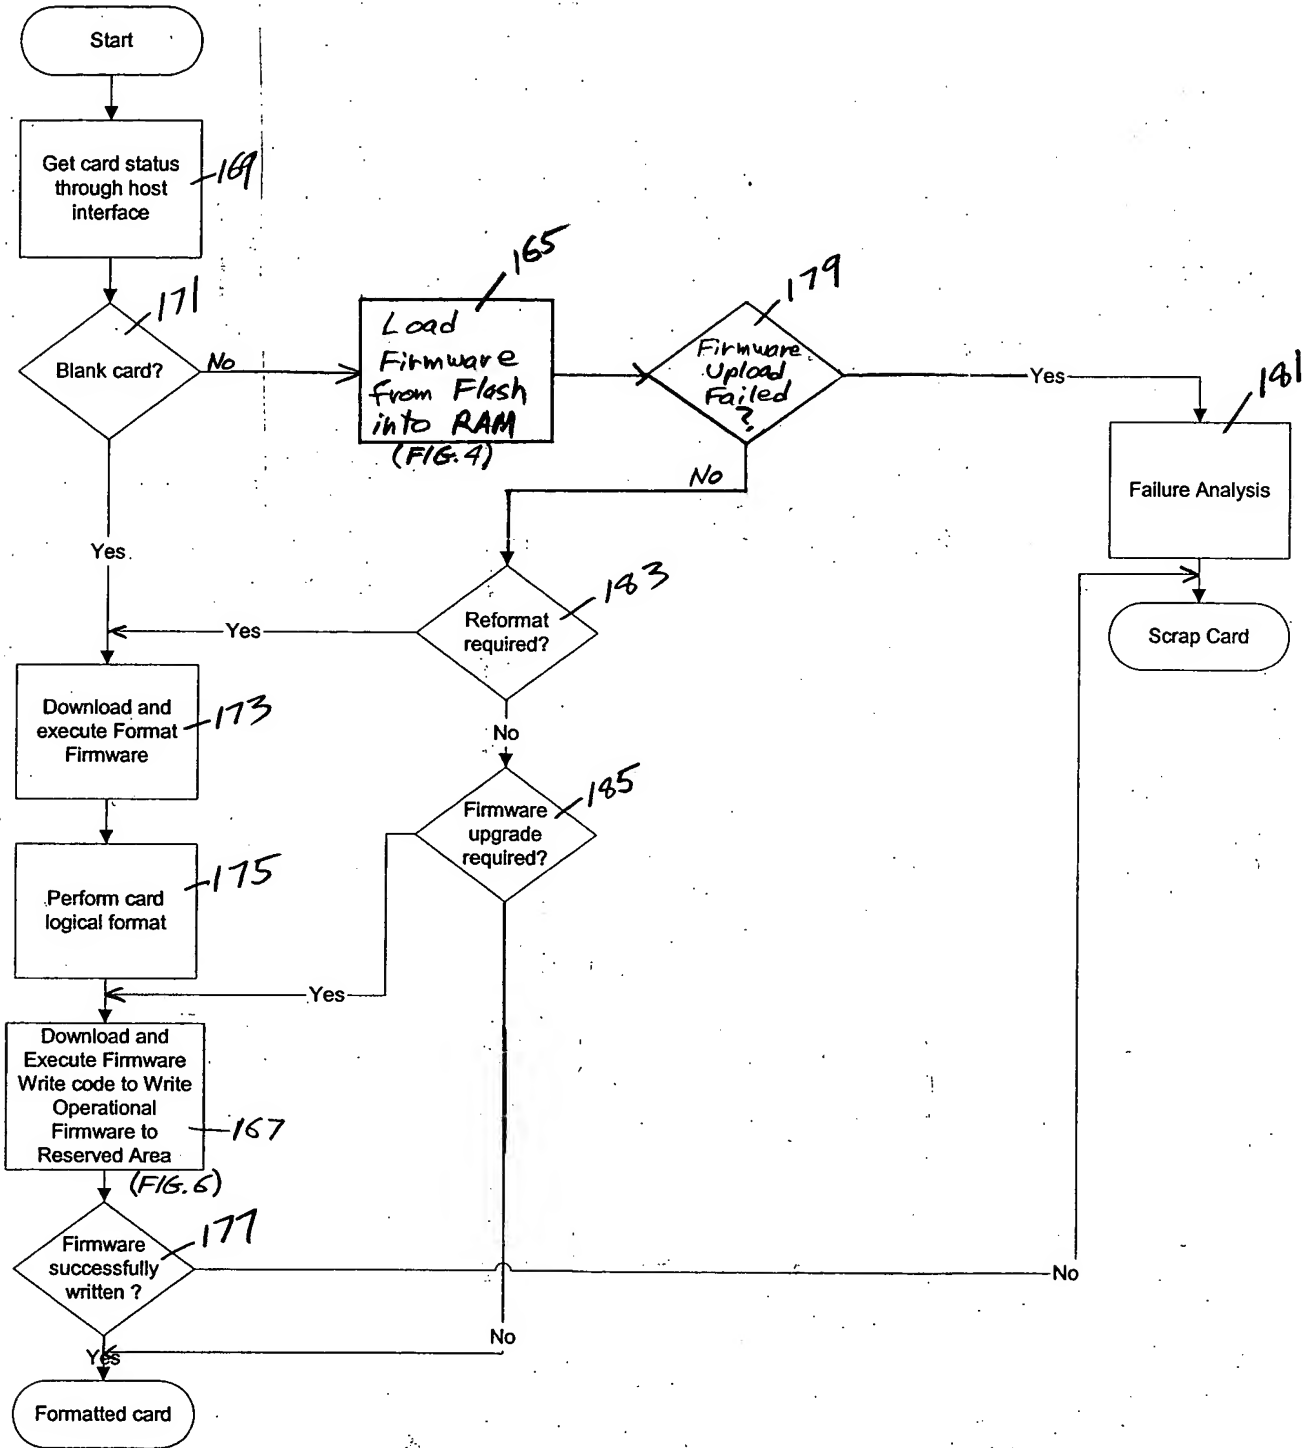 Start
Get card status
through host
interface
169
171
Blank card?
No
165
Load
Firmware
from Flash
into RAM
(FIG. 4)
179
Firmware
Upload
Failed
?
Yes
181
Failure Analysis
Scrap Card
No
Yes
183
Reformat
required?
Yes
No
Download and
execute Format
Firmware
173
185
Firmware
upgrade
required?
Perform card
logical format
175
Yes
Download and
Execute Firmware
Write code to Write
Operational
Firmware to
Reserved Area
167
(FIG. 6)
177
Firmware
successfully
written ?
No
No
Yes
Formatted card